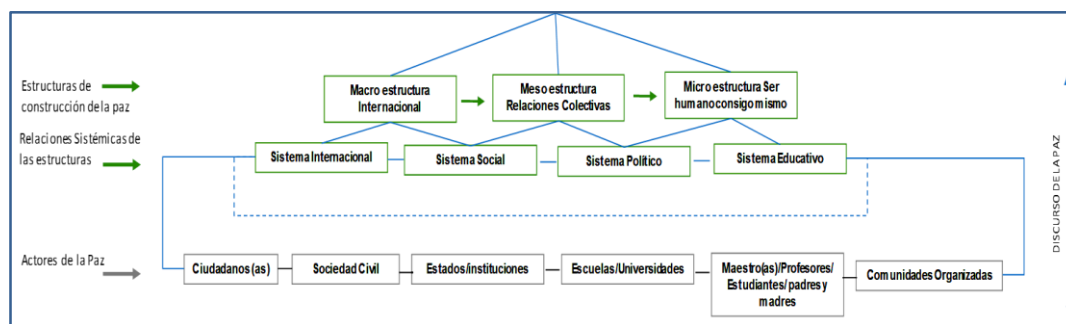 Estructuras de
construcción de la paz
Macro estructura
Internacional
Meso estructura
Relaciones Colectivas
Micro estructura Ser
humano consigo mismo
Relaciones Sistémicas de
las estructuras
Sistema Internacional
Sistema Social
Sistema Político
Sistema Educativo
DISCURSO DE LA PAZ
Actores de la Paz
Ciudadanos (as)
Sociedad Civil
Estados/instituciones
Escuelas/Universidades
Maestro(as)/Profesores/
Estudiantes/ padres y
madres
Comunidades Organizadas